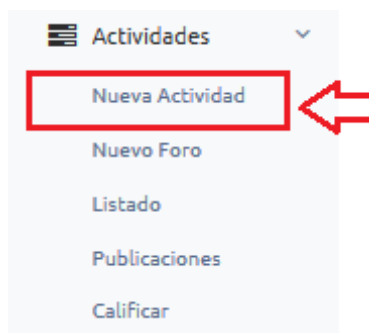 Actividades
Nueva Actividad
Nuevo Foro
Listado
Publicaciones
Calificar